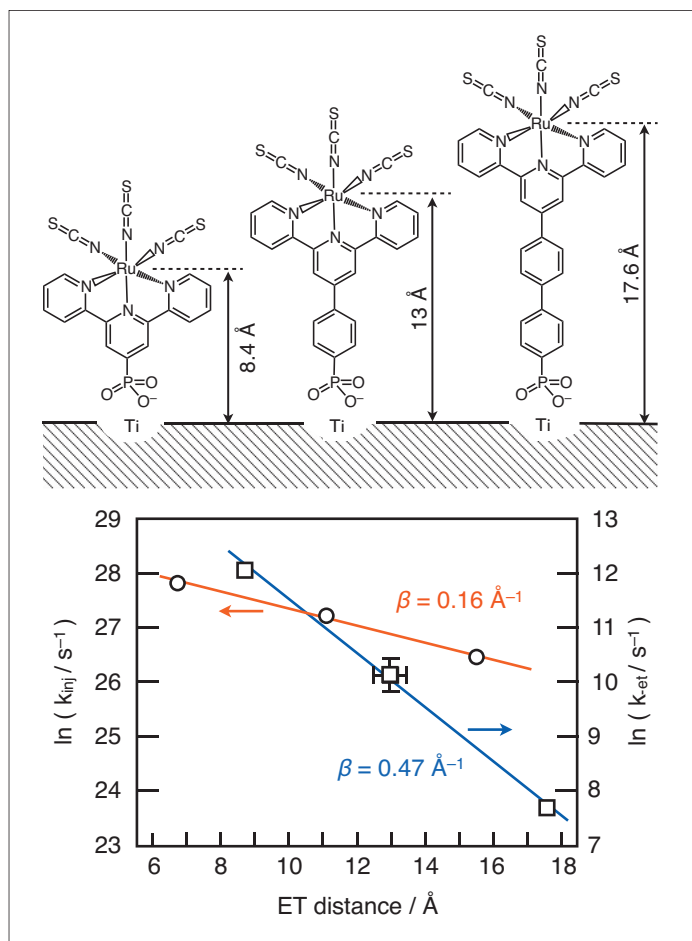 S
C
N
S
C
N
S
C
N
Ru
N
N
N
P
O
O
O–
8.4 Å
Ti
S
C
N
S
C
N
S
C
N
Ru
N
N
N
P
O
O
O–
13 Å
Ti
S
C
N
S
C
N
S
C
N
Ru
N
N
N
P
O
O
O–
17.6 Å
Ti
29
28
27
26
25
24
23
ln ( kinj / s–1)
13
12
11
10
9
8
7
ln ( k-et / s–1)
β = 0.16 Å–1
β = 0.47 Å–1
6 8 10 12 14 16 18
ET distance / Å